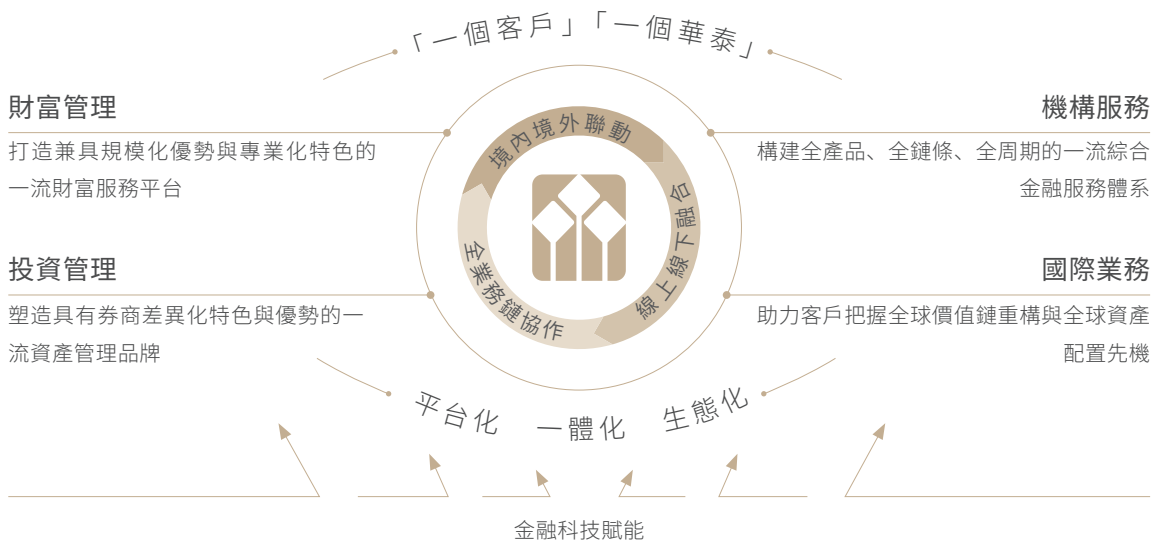 「一個客戶」「一個華泰」
財富管理
打造兼具規模化優勢與專業化特色的
一流財富服務平台
機構服務
構建全產品、全鏈條、全周期的一流綜合
金融服務體系
境內境外聯動
線上線下融合
全業務鏈協作
投資管理
塑造具有券商差異化特色與優勢的一
流資產管理品牌
國際業務
助力客戶把握全球價值鏈重構與全球資產
配置先機
平台化 一體化 生態化
金融科技賦能